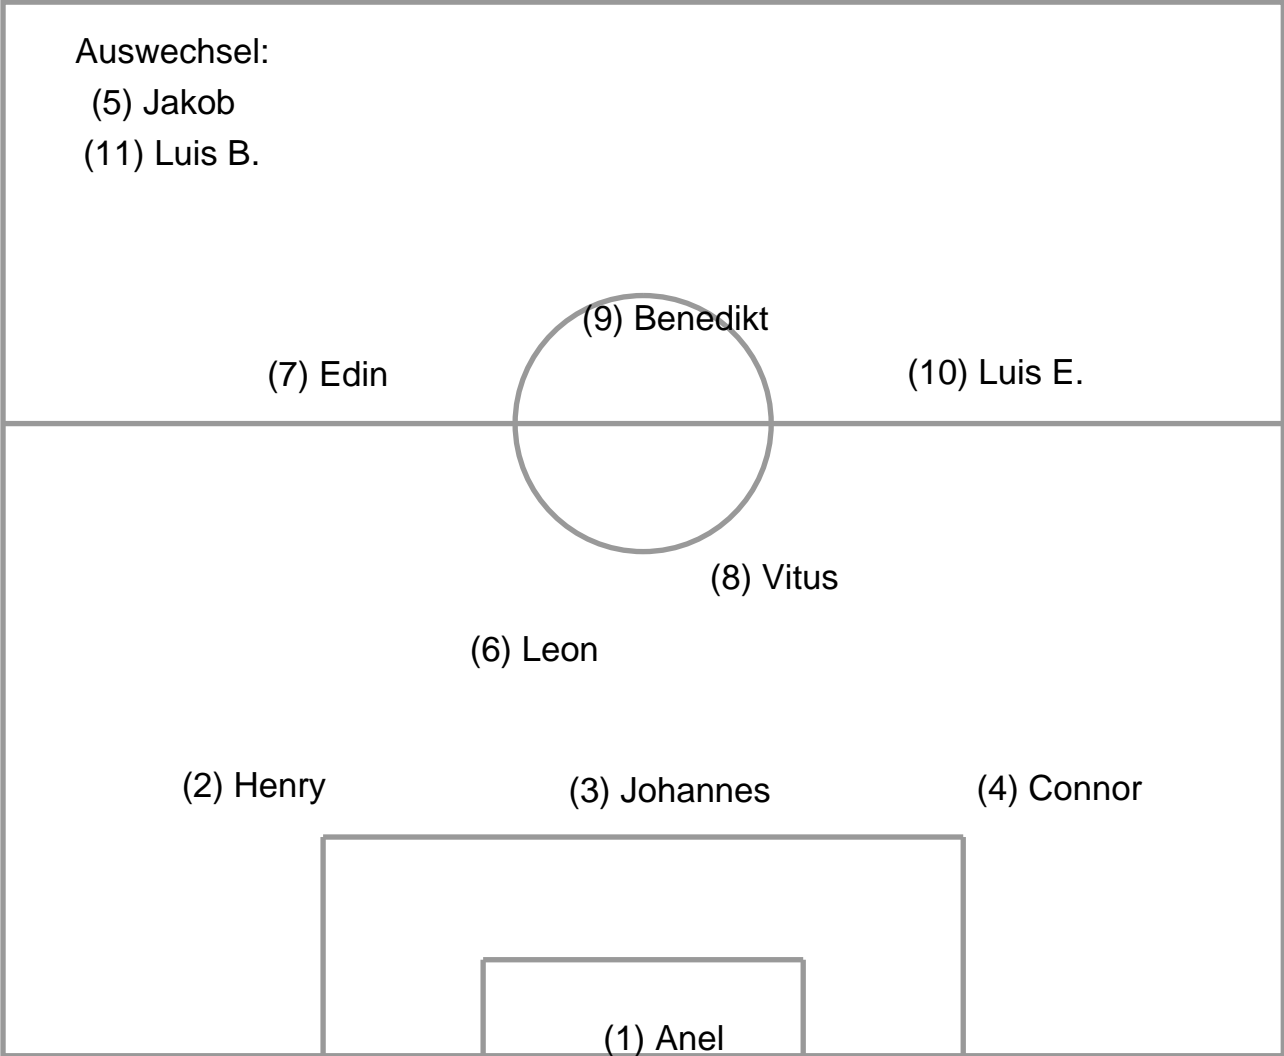 Auswechsel:
(5) Jakob
(11) Luis B.
(9) Benedikt
(7) Edin
(10) Luis E.
(8) Vitus
(6) Leon
(2) Henry
(3) Johannes
(4) Connor
(1) Anel